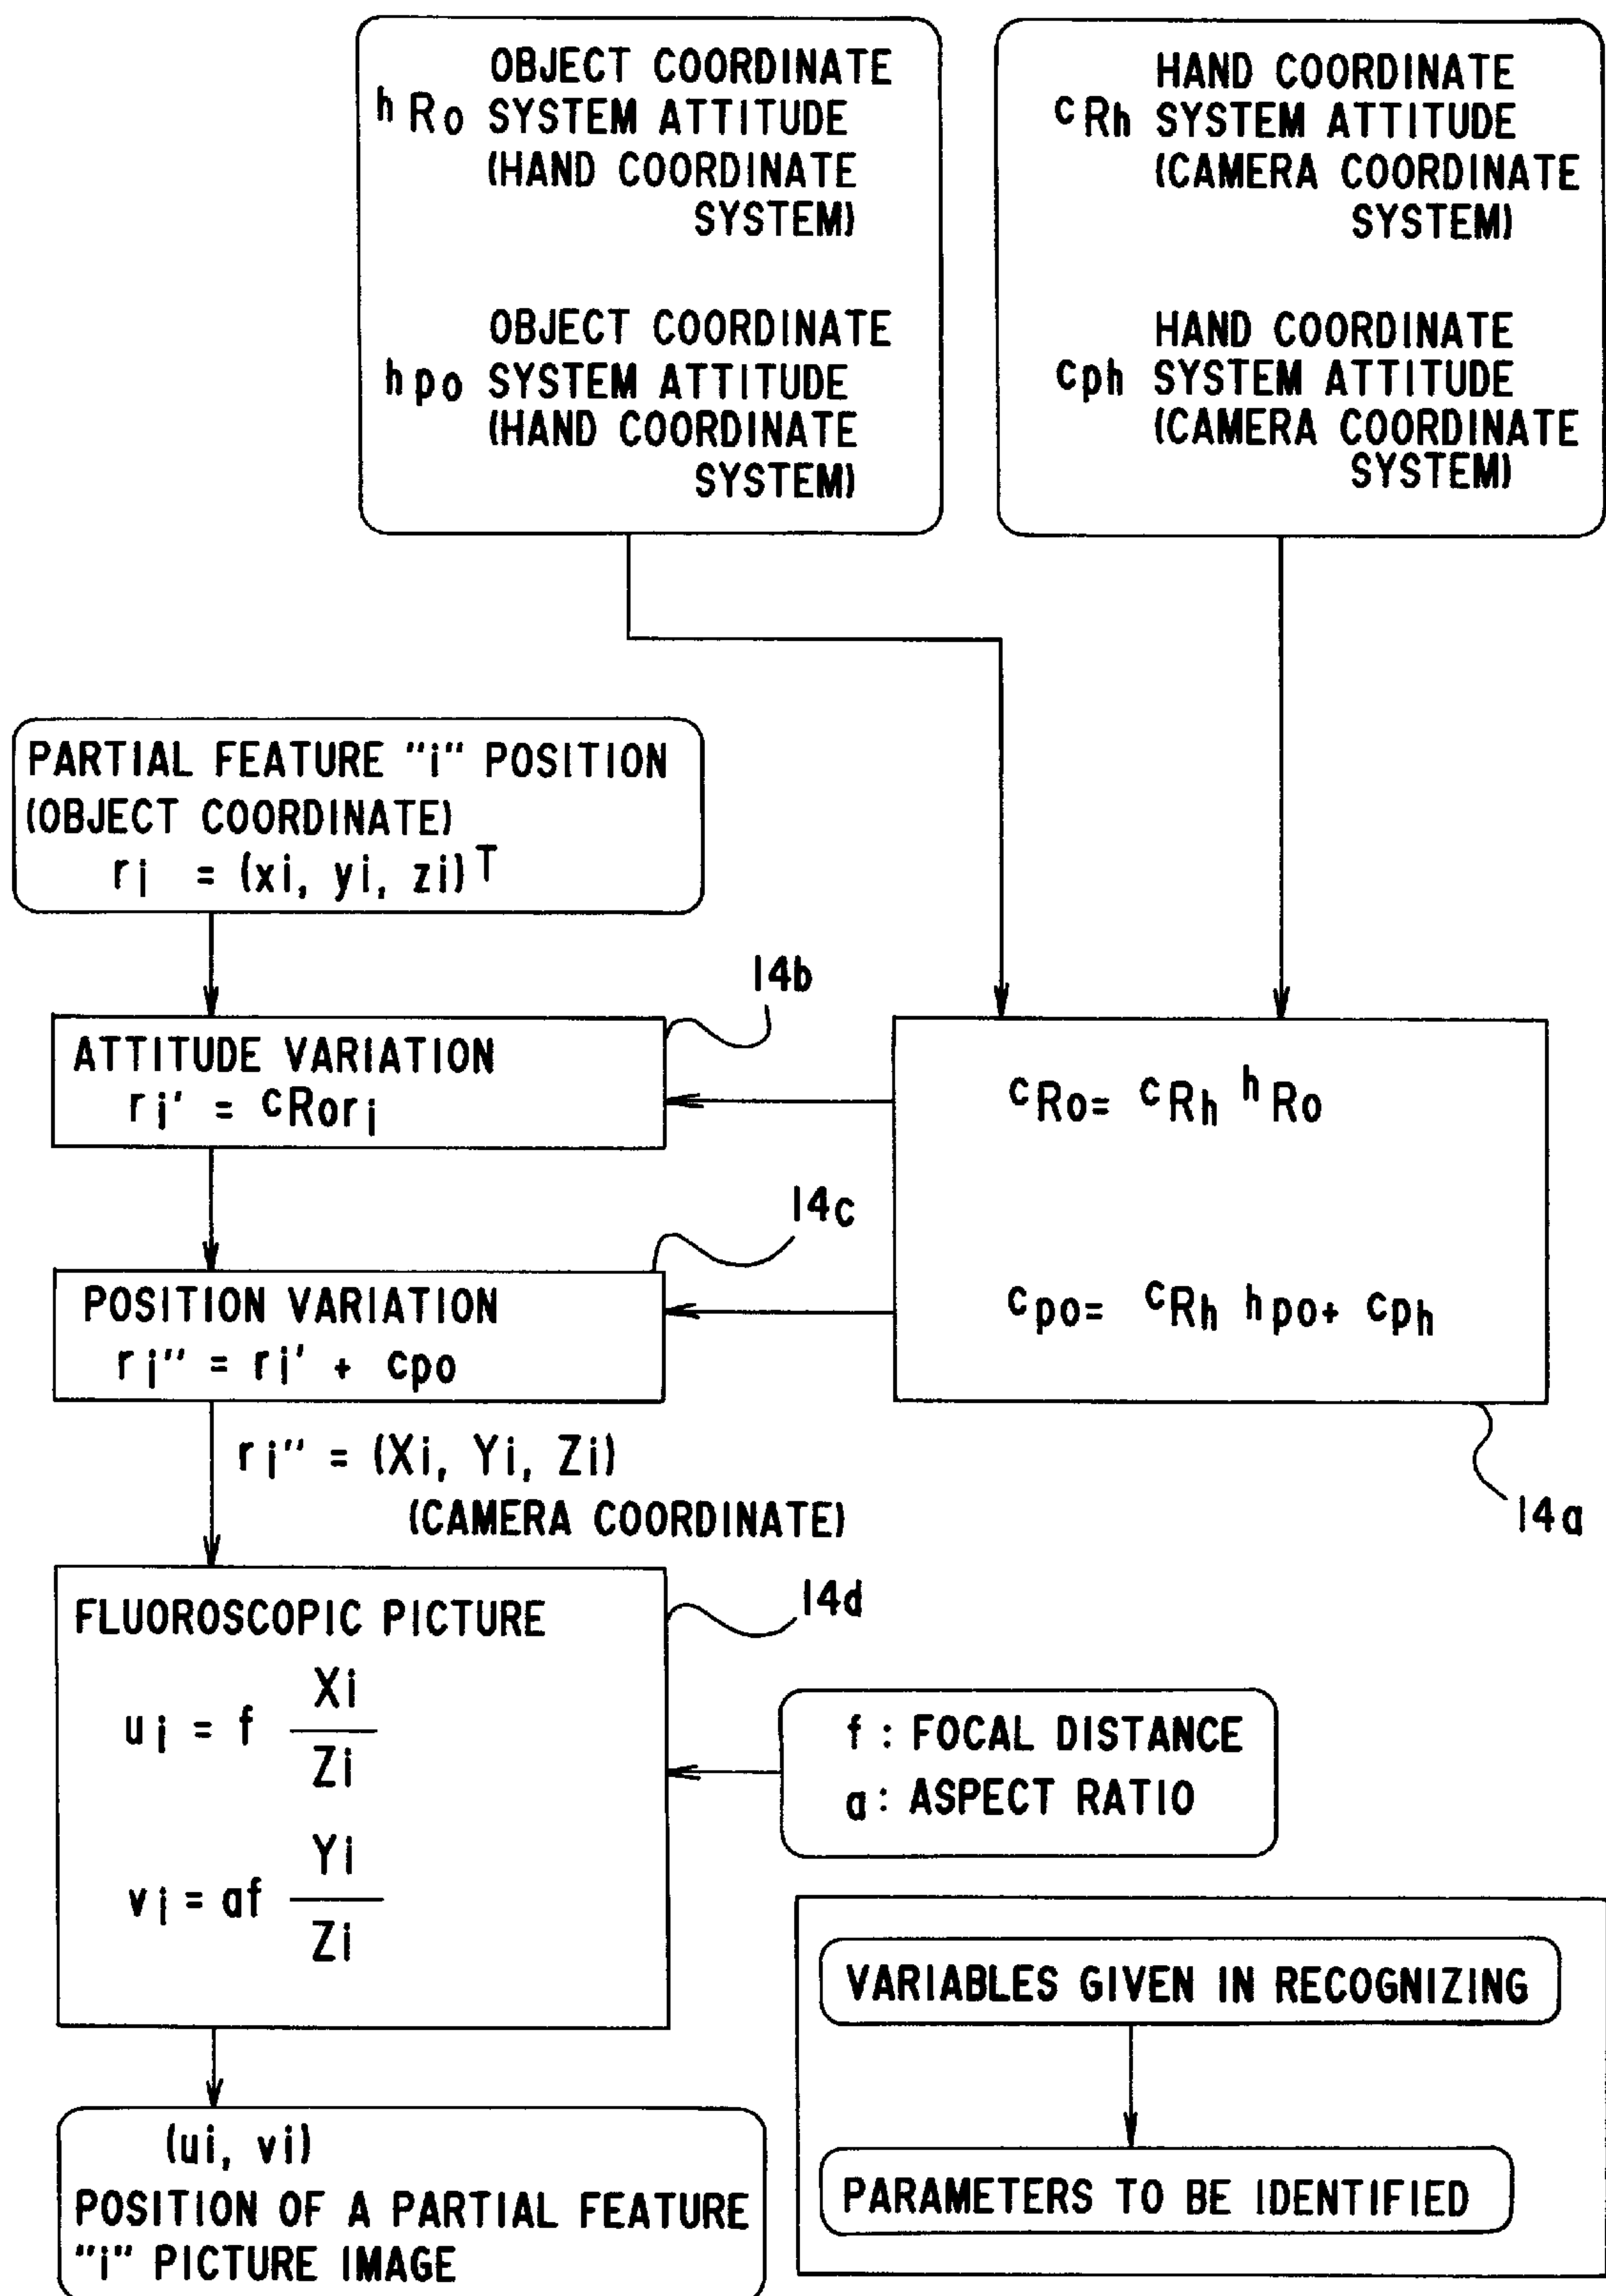 OBJECT COORDINATE
hRo SYSTEM ATTITUDE
(HAND COORDINATE
SYSTEM)
OBJECT COORDINATE
hpo SYSTEM ATTITUDE
(HAND COORDINATE
SYSTEM)
HAND COORDINATE
cRh SYSTEM ATTITUDE
(CAMERA COORDINATE
SYSTEM)
HAND COORDINATE
cph SYSTEM ATTITUDE
(CAMERA COORDINATE
SYSTEM)
PARTIAL FEATURE "i" POSITION
(OBJECT COORDINATE)
ri = (xi, yi, zi)T
14b
ATTITUDE VARIATION
ri' = cRori
cRo= cRh hRo
14c
POSITION VARIATION
ri'' = ri' + cpo
cpo= cRh hpo+ cph
ri'' = (Xi, Yi, Zi)
(CAMERA COORDINATE)
14a
14d
FLUOROSCOPIC PICTURE
ui = f Xi
Zi
vi = af Yi
Zi
f : FOCAL DISTANCE
a : ASPECT RATIO
VARIABLES GIVEN IN RECOGNIZING
PARAMETERS TO BE IDENTIFIED
(ui, vi)
POSITION OF A PARTIAL FEATURE
"i" PICTURE IMAGE